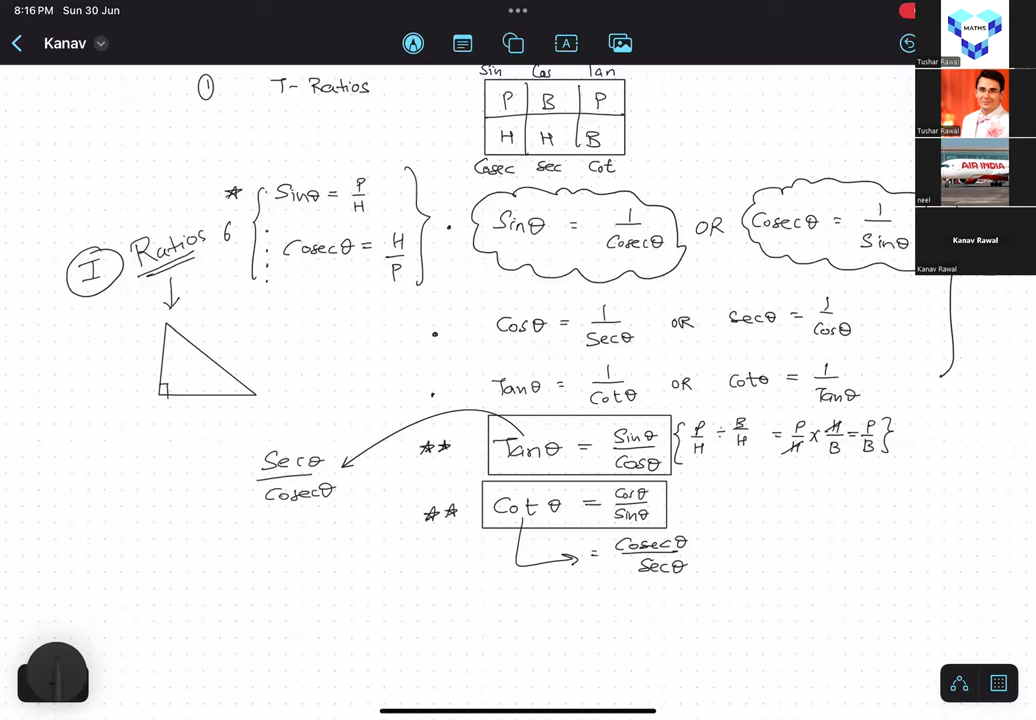 8:16 PM Sun 30 Jun
Kanav
MATHS
Tushar Rawal
Tushar Rawal
AIR INDIA
neel
Kanav Rawal
Kanav Rawal
① T- Ratios
Sin Cos Tan
P B P
H H B
Cosec sec Cot
I Ratios 6
* Sinθ = P/H
Cosecθ = H/P
• Sinθ = 1/Cosecθ OR Cosecθ = 1/Sinθ
• Cosθ = 1/Secθ OR secθ = 1/Cosθ
• Tanθ = 1/Cotθ OR Cotθ = 1/Tanθ
** Tanθ = Sinθ/Cosθ { P/H ÷ B/H = P/H × H/B = P/B }
Secθ/Cosecθ
** Cot θ = Cosθ/Sinθ
= Cosecθ/Secθ